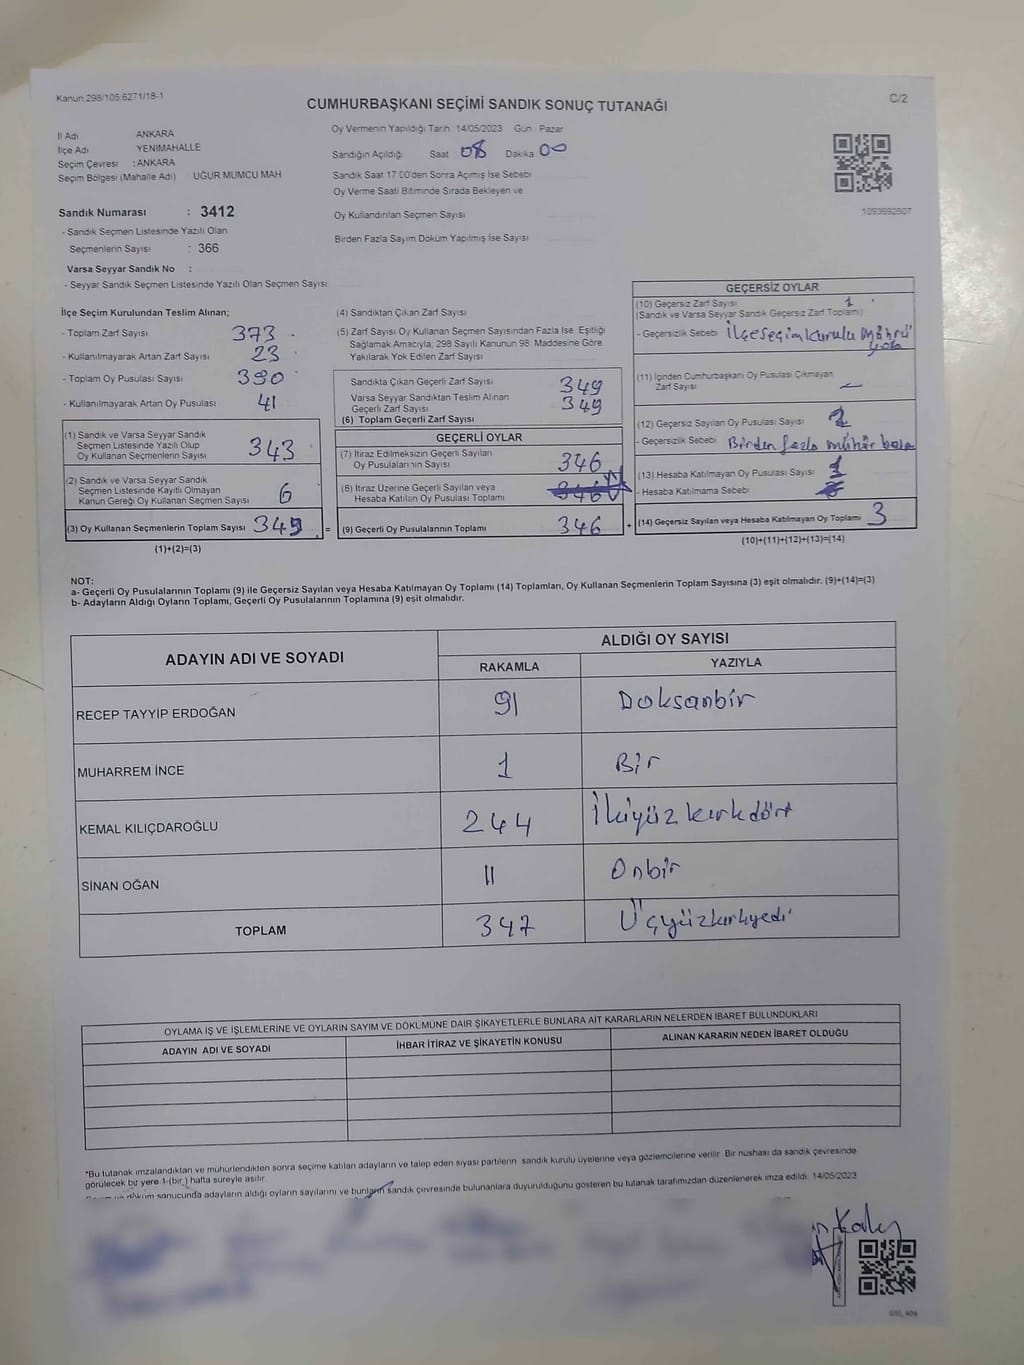 Kanun:298/105,6271/18-1
C/2
CUMHURBAŞKANI SEÇİMİ SANDIK SONUÇ TUTANAĞI
İl Adı ANKARA
İlçe Adı YENİMAHALLE
Seçim Çevresi : ANKARA
Seçim Bölgesi (Mahalle Adı) UĞUR MUMCU MAH
Sandık Numarası : 3412
- Sandık Seçmen Listesinde Yazılı Olan
Seçmenlerin Sayısı : 366
Varsa Seyyar Sandık No :
- Seyyar Sandık Seçmen Listesinde Yazılı Olan Seçmen Sayısı
Oy Vermenin Yapıldığı Tarih 14/05/2023 Gün Pazar
Sandığın Açıldığı Saat 08 Dakika 00
Sandık Saat 17:00'den Sonra Açımış İse Sebebi
Oy Verme Saati Bitiminde Sırada Bekleyen ve
Oy Kullandırılan Seçmen Sayısı
Birden Fazla Sayım Döküm Yapılmış İse Sayısı
1093692607
İlçe Seçim Kurulundan Teslim Alınan;
- Toplam Zarf Sayısı 373
- Kullanılmayarak Artan Zarf Sayısı 23
- Toplam Oy Pusulası Sayısı 390
- Kullanılmayarak Artan Oy Pusulası 41
(1) Sandık ve Varsa Seyyar Sandık
Seçmen Listesinde Yazılı Olup
Oy Kullanan Seçmenlerin Sayısı 343
(2) Sandık ve Varsa Seyyar Sandık
Seçmen Listesinde Kayıtlı Olmayan
Kanun Gereği Oy Kullanan Seçmen Sayısı 6
(3) Oy Kullanan Seçmenlerin Toplam Sayısı 349 =
(1)+(2)=(3)
(4) Sandıktan Çıkan Zarf Sayısı
(5) Zarf Sayısı Oy Kullanan Seçmen Sayısından Fazla İse, Eşitliği
Sağlamak Amacıyla; 298 Sayılı Kanunun 98. Maddesine Göre
Yakılarak Yok Edilen Zarf Sayısı
Sandıkta Çıkan Geçerli Zarf Sayısı 349
Varsa Seyyar Sandıktan Teslim Alınan
Geçerli Zarf Sayısı 349
(6) Toplam Geçerli Zarf Sayısı
GEÇERLİ OYLAR
(7) İtiraz Edilmeksizin Geçerli Sayılan
Oy Pusulalarının Sayısı 346
(8) İtiraz Üzerine Geçerli Sayılan veya
Hesaba Katılan Oy Pusulası Toplamı 346
(9) Geçerli Oy Pusulalarının Toplamı 346 +
GEÇERSİZ OYLAR
(10) Geçersiz Zarf Sayısı 1
(Sandık ve Varsa Seyyar Sandık Geçersiz Zarf Toplamı)
- Geçersizlik Sebebi İlçe seçim kurulu mührü
yok
(11) İçinden Cumhurbaşkanı Oy Pusulası Çıkmayan
Zarf Sayısı
(12) Geçersiz Sayılan Oy Pusulası Sayısı
- Geçersizlik Sebebi Birden fazla mühür
(13) Hesaba Katılmayan Oy Pusulası Sayısı
- Hesaba Katılmama Sebebi
(14) Geçersiz Sayılan veya Hesaba Katılmayan Oy Toplamı 3
(10)+(11)+(12)+(13)=(14)
NOT:
a- Geçerli Oy Pusulalarının Toplamı (9) ile Geçersiz Sayılan veya Hesaba Katılmayan Oy Toplamı (14) Toplamları, Oy Kullanan Seçmenlerin Toplam Sayısına (3) eşit olmalıdır. (9)+(14)=(3)
b- Adayların Aldığı Oyların Toplamı, Geçerli Oy Pusulalarının Toplamına (9) eşit olmalıdır.
ADAYIN ADI VE SOYADI
ALDIĞI OY SAYISI
RAKAMLA YAZIYLA
RECEP TAYYİP ERDOĞAN 91 Doksanbir
MUHARREM İNCE 1 Bir
KEMAL KILIÇDAROĞLU 244 İkiyüzkırkdört
SİNAN OĞAN 11 Onbir
TOPLAM 347 Üçyüzkırkyedi
OYLAMA İŞ VE İŞLEMLERİNE VE OYLARIN SAYIM VE DÖKÜMÜNE DAİR ŞİKAYETLERLE BUNLARA AİT KARARLARIN NELERDEN İBARET BULUNDUKLARI
ADAYIN ADI VE SOYADI İHBAR İTİRAZ VE ŞİKAYETİN KONUSU ALINAN KARARIN NEDEN İBARET OLDUĞU
*Bu tutanak imzalandıktan ve mühürlendikten sonra seçime katılan adayların ve talep eden siyasi partilerin sandık kurulu üyelerine veya gözlemcilerine verilir. Bir nüshası da sandık çevresinde
görülecek bir yere 1-(bir,) hafta süreyle asılır.
sonucunda adayların aldığı oyların sayılarını ve bunların sandık çevresinde bulunanlara duyurulduğunu gösteren bu tutanak tarafımızdan düzenlenerek imza edildi. 14/05/2023